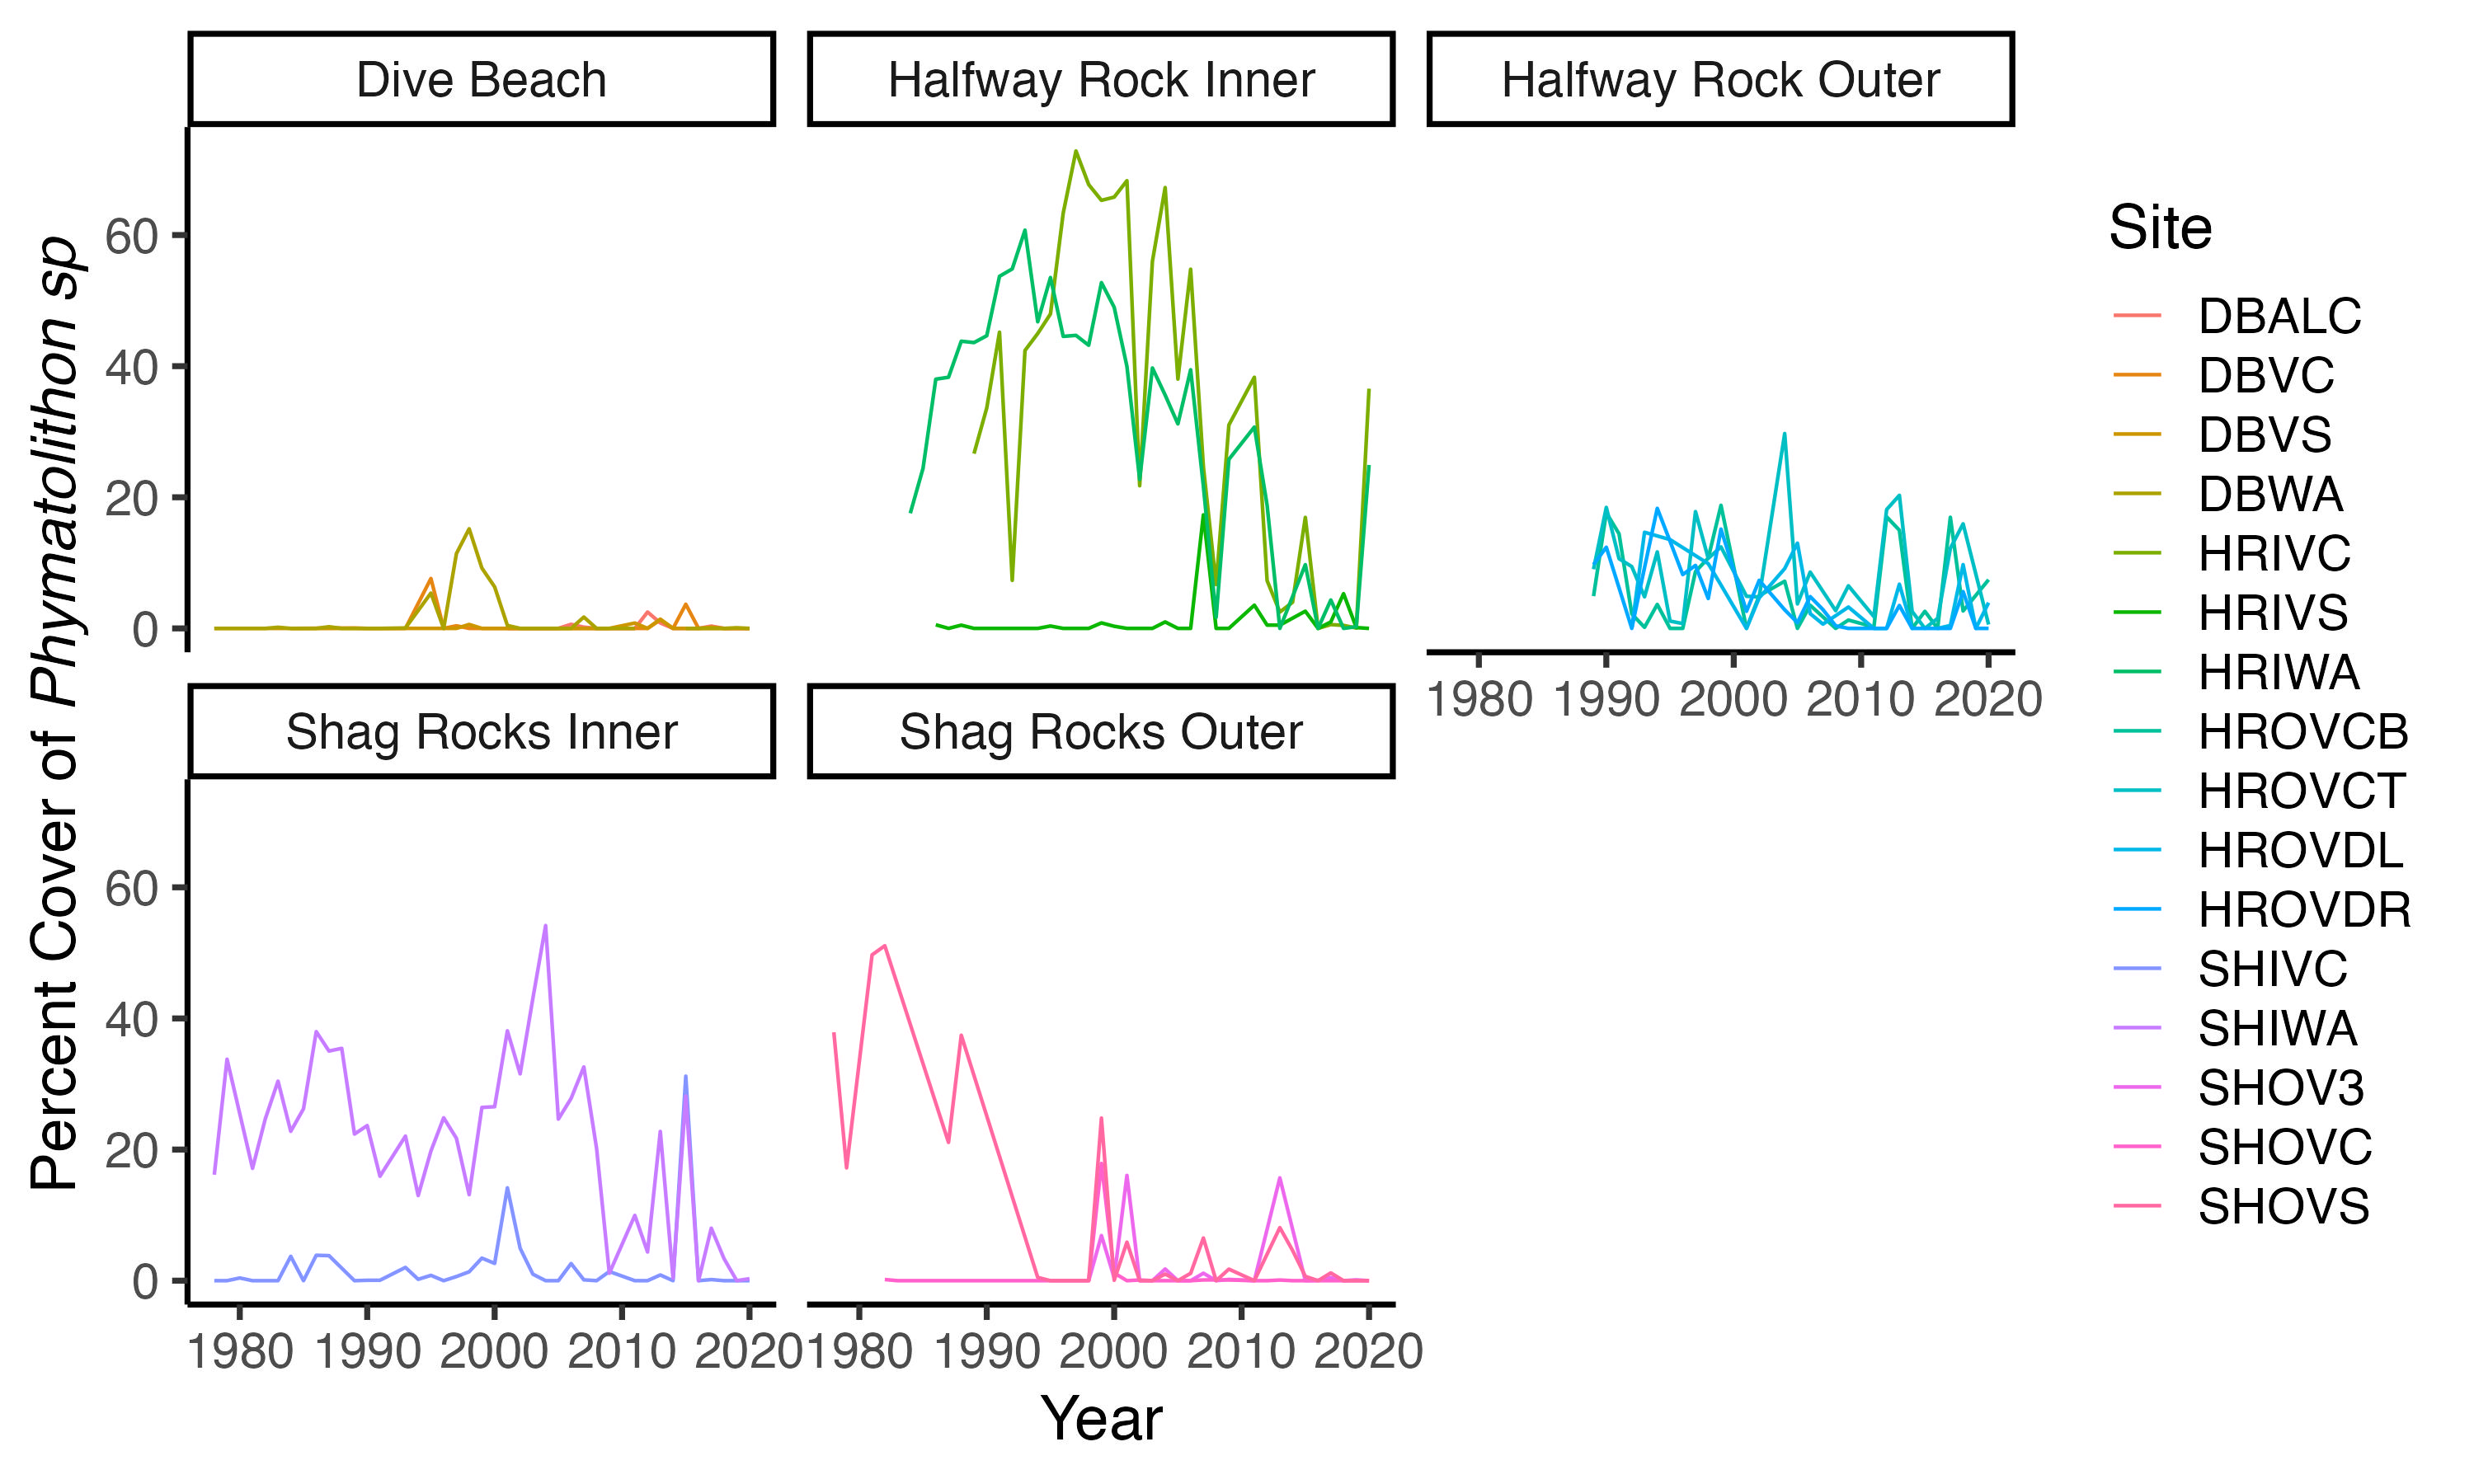 Dive Beach
Halfway Rock Inner
Halfway Rock Outer
60
40
20
0
1980 1990 2000 2010 2020
Shag Rocks Inner
Shag Rocks Outer
60
40
20
0
1980 1990 2000 2010 2020
1980 1990 2000 2010 2020
Year
Percent Cover of Phymatolithon sp
Site
DBALC
DBVC
DBVS
DBWA
HRIVC
HRIVS
HRIWA
HROVCB
HROVCT
HROVDL
HROVDR
SHIVC
SHIWA
SHOV3
SHOVC
SHOVS